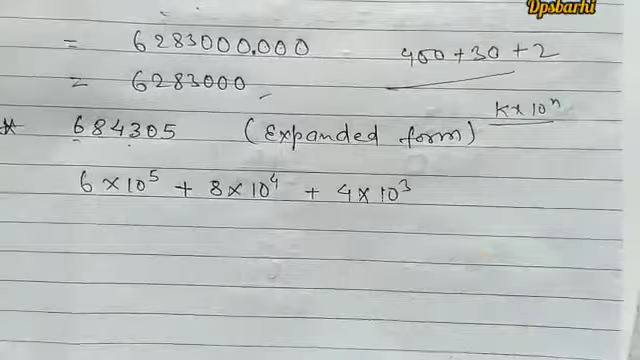 Dpsbarhi
= 6283000.000
400 + 30 + 2
= 6283000
K × 10ⁿ
* 684305 (Expanded form)
6 × 10⁵ + 8 × 10⁴ + 4 × 10³